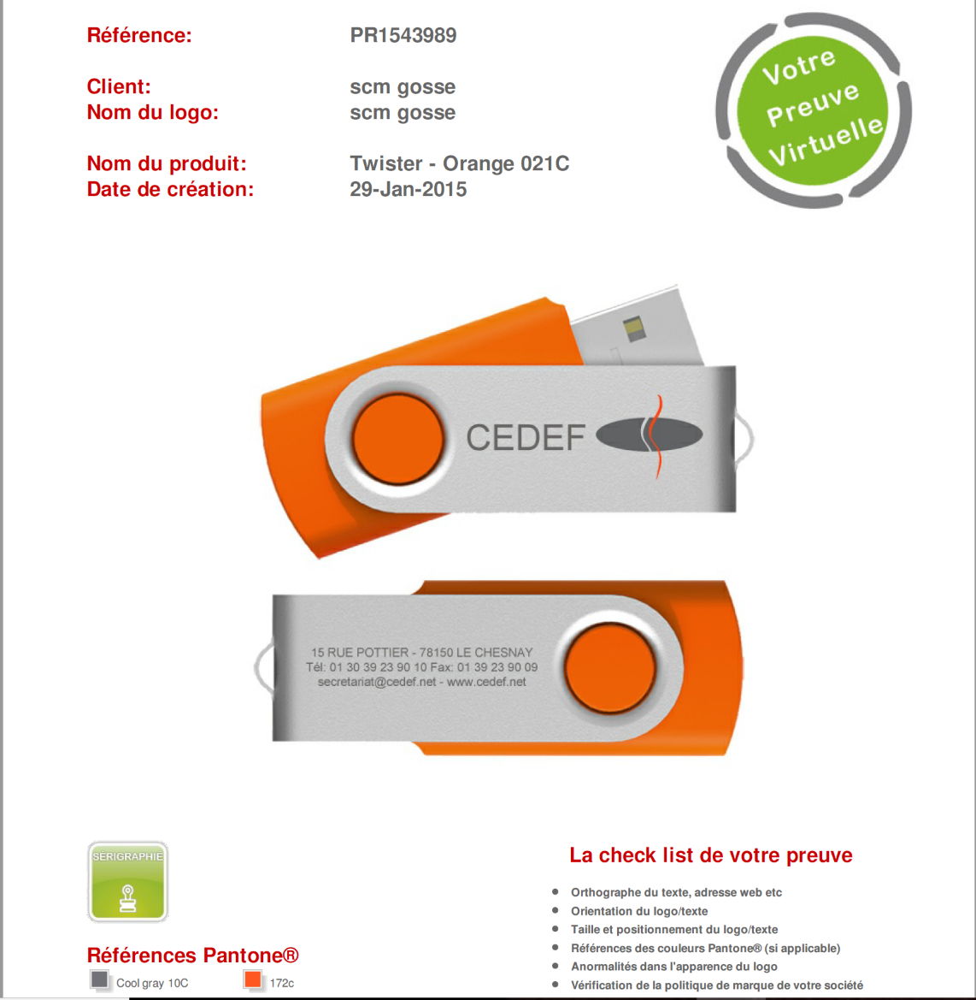 Référence: PR1543989
Votre
Preuve
Virtuelle
Client: scm gosse
Nom du logo: scm gosse
Nom du produit: Twister - Orange 021C
Date de création: 29-Jan-2015
CEDEF
15 RUE POTTIER - 78150 LE CHESNAY
Tél: 01 30 39 23 90 10 Fax: 01 39 23 90 09
secretariat@cedef.net - www.cedef.net
SERIGRAPHIE
Références Pantone®
Cool gray 10C 172c
La check list de votre preuve
Orthographe du texte, adresse web etc
Orientation du logo/texte
Taille et positionnement du logo/texte
Références des couleurs Pantone® (si applicable)
Anormalités dans l'apparence du logo
Vérification de la politique de marque de votre société